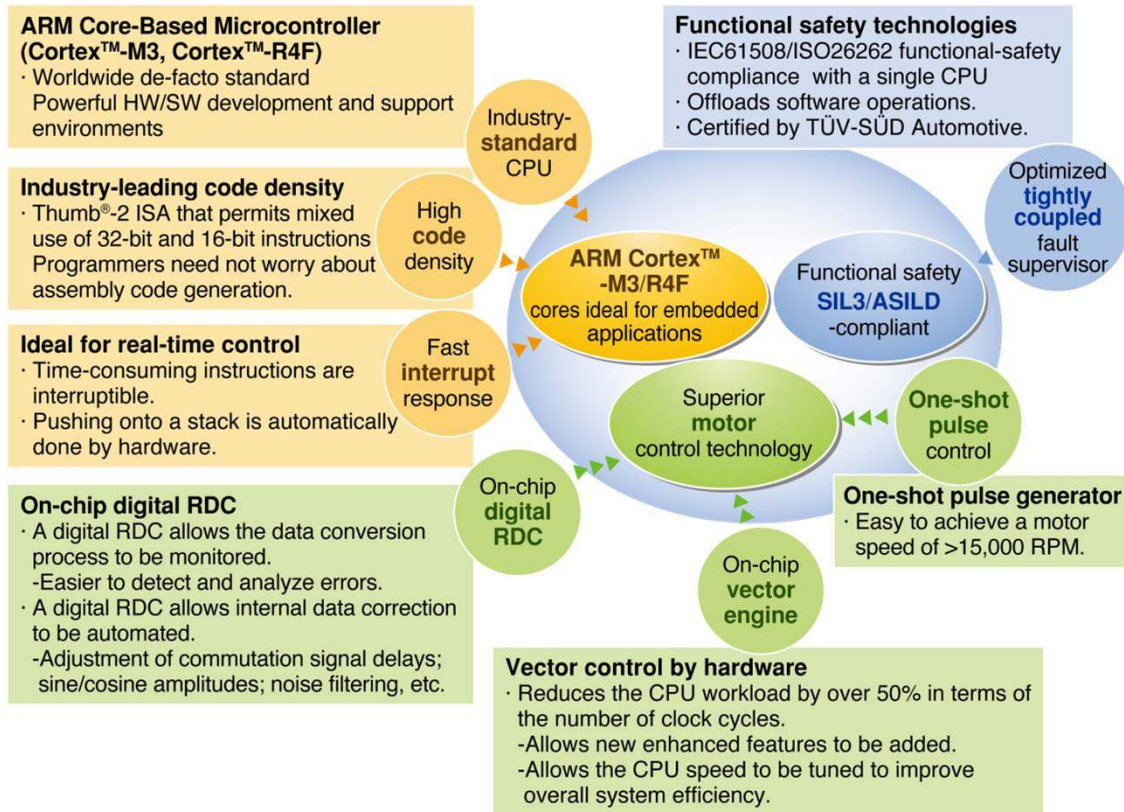 ARM Core-Based Microcontroller
(Cortex™-M3, Cortex™-R4F)
· Worldwide de-facto standard
Powerful HW/SW development and support
environments
Industry-
standard
CPU
Functional safety technologies
· IEC61508/ISO26262 functional-safety
compliance with a single CPU
· Offloads software operations.
· Certified by TÜV-SÜD Automotive.
Optimized
tightly
coupled
fault
supervisor
Industry-leading code density
· Thumb®-2 ISA that permits mixed
use of 32-bit and 16-bit instructions
Programmers need not worry about
assembly code generation.
High
code
density
ARM Cortex™
-M3/R4F
cores ideal for embedded
applications
Functional safety
SIL3/ASILD
-compliant
Ideal for real-time control
· Time-consuming instructions are
interruptible.
· Pushing onto a stack is automatically
done by hardware.
Fast
interrupt
response
Superior
motor
control technology
One-shot
pulse
control
On-chip digital RDC
· A digital RDC allows the data conversion
process to be monitored.
-Easier to detect and analyze errors.
· A digital RDC allows internal data correction
to be automated.
-Adjustment of commutation signal delays;
sine/cosine amplitudes; noise filtering, etc.
On-chip
digital
RDC
One-shot pulse generator
· Easy to achieve a motor
speed of >15,000 RPM.
On-chip
vector
engine
Vector control by hardware
· Reduces the CPU workload by over 50% in terms of
the number of clock cycles.
-Allows new enhanced features to be added.
-Allows the CPU speed to be tuned to improve
overall system efficiency.